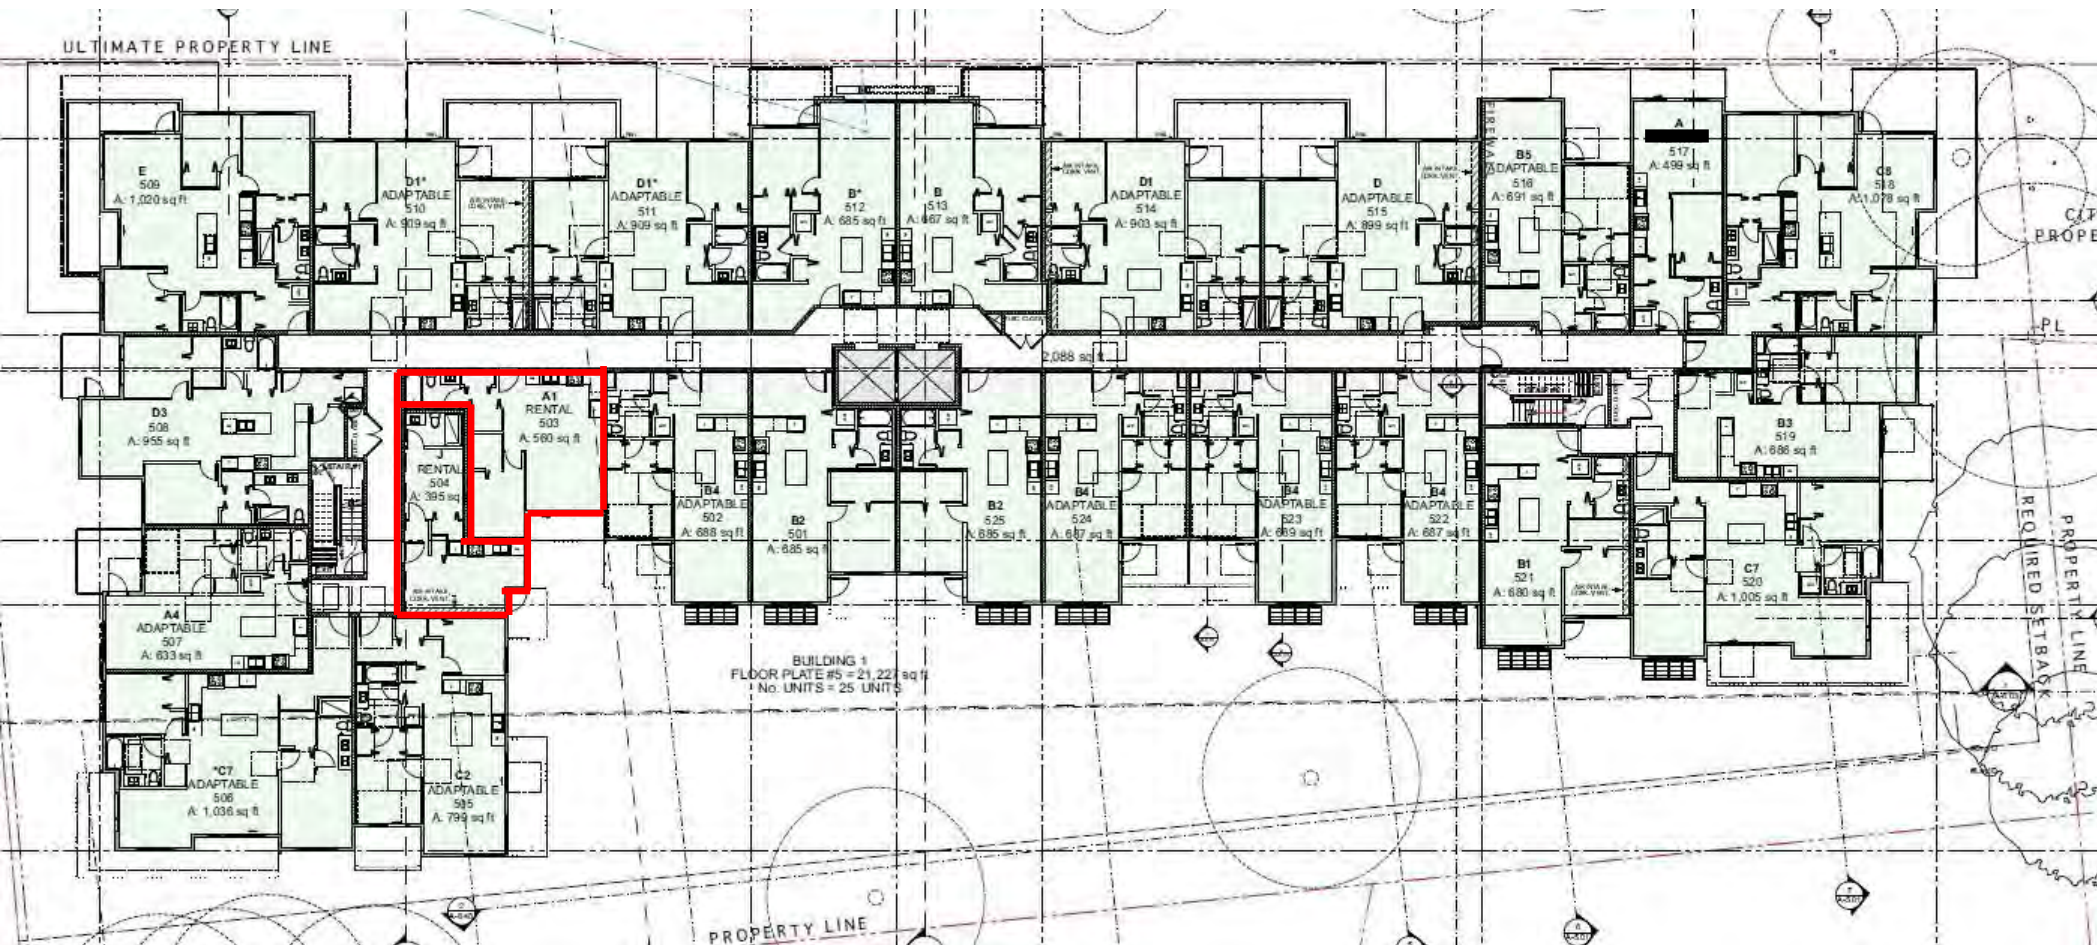 ULTIMATE PROPERTY LINE
E
509
A: 1,020 sq ft
D1*
ADAPTABLE
510
A: 909 sq ft
D1*
ADAPTABLE
511
A: 909 sq ft
B*
512
A: 685 sq ft
B
513
A: 667 sq ft
D1
ADAPTABLE
514
A: 903 sq ft
D
ADAPTABLE
515
A: 899 sq ft
FIREWALL
B5
ADAPTABLE
516
A: 691 sq ft
A
517
A: 499 sq ft
518
A: 1,078 sq ft
PL
2,088 sq ft
D3
508
A: 955 sq ft
A1
RENTAL
503
A: 560 sq ft
RENTAL
504
A: 395 sq
B4
ADAPTABLE
502
A: 688 sq ft
B2
501
A: 685 sq ft
B2
525
A: 685 sq ft
B4
ADAPTABLE
524
A: 687 sq ft
B4
ADAPTABLE
523
A: 689 sq ft
B4
ADAPTABLE
522
A: 687 sq ft
B3
519
A: 686 sq ft
B1
521
A: 680 sq ft
C7
520
A: 1,005 sq ft
A4
ADAPTABLE
507
A: 633 sq ft
*C7
ADAPTABLE
506
A: 1,036 sq ft
C2
ADAPTABLE
505
A: 799 sq ft
BUILDING 1
FLOOR PLATE #5 = 21,227 sq ft
No. UNITS = 25 UNITS
REQUIRED SETBACK
PROPERTY LINE
PROPERTY LINE